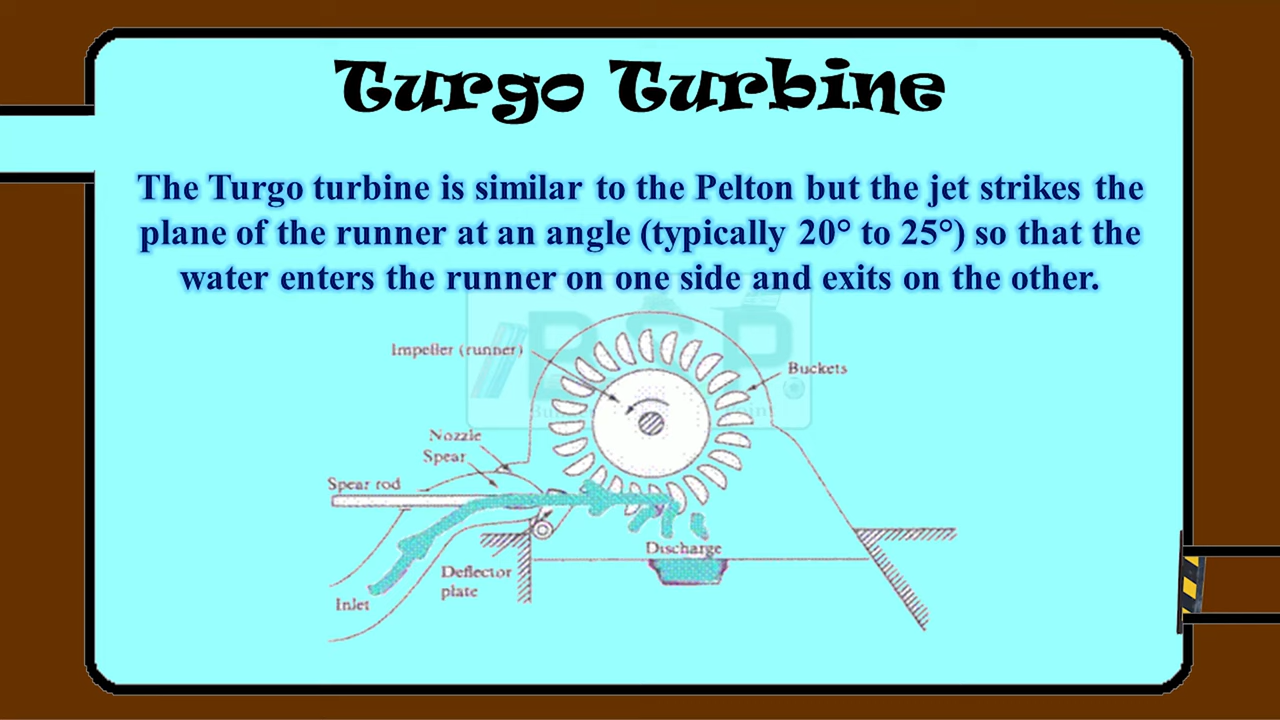 Turgo Turbine
The Turgo turbine is similar to the Pelton but the jet strikes the
plane of the runner at an angle (typically 20° to 25°) so that the
water enters the runner on one side and exits on the other.
Impeller (runner)
Buckets
Nozzle
Spear
Spear rod
Discharge
Deflector
plate
Inlet